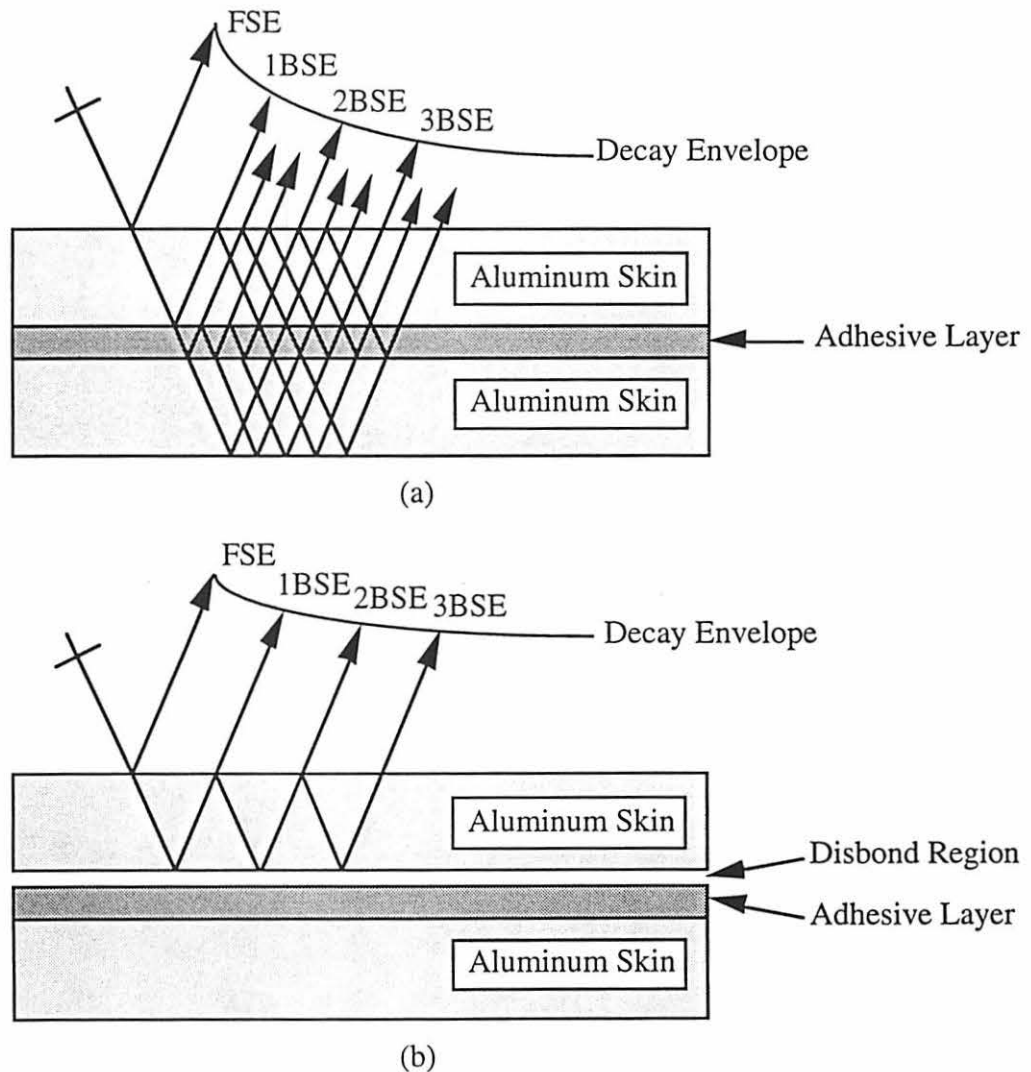 FSE
1BSE
2BSE
3BSE
Decay Envelope
Aluminum Skin
Adhesive Layer
Aluminum Skin
(a)
FSE
1BSE
2BSE
3BSE
Decay Envelope
Aluminum Skin
Disbond Region
Adhesive Layer
Aluminum Skin
(b)